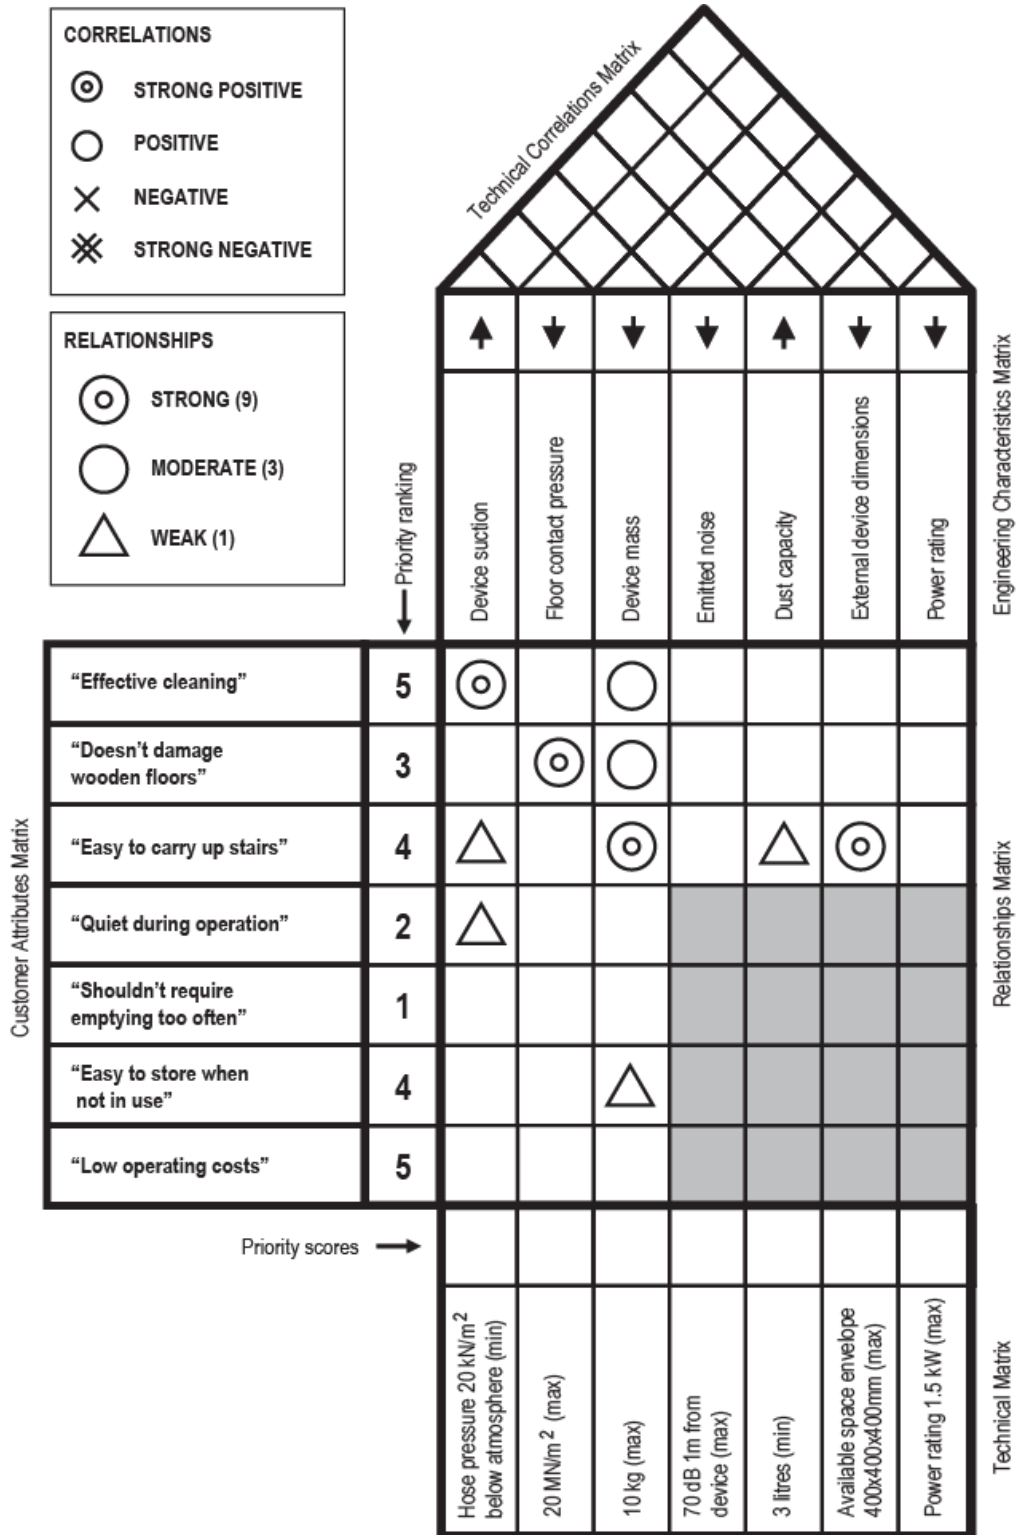 CORRELATIONS
STRONG POSITIVE
POSITIVE
NEGATIVE
STRONG NEGATIVE
RELATIONSHIPS
STRONG (9)
MODERATE (3)
WEAK (1)
Technical Correlations Matrix
Priority ranking
Device suction
Floor contact pressure
Device mass
Emitted noise
Dust capacity
External device dimensions
Power rating
Engineering Characteristics Matrix
Customer Attributes Matrix
“Effective cleaning”
5
“Doesn’t damage
wooden floors”
3
“Easy to carry up stairs”
4
“Quiet during operation”
2
“Shouldn’t require
emptying too often”
1
“Easy to store when
not in use”
4
“Low operating costs”
5
Relationships Matrix
Priority scores
Hose pressure 20 kN/m²
below atmosphere (min)
20 MN/m² (max)
10 kg (max)
70 dB 1m from
device (max)
3 litres (min)
Available space envelope
400x400x400mm (max)
Power rating 1.5 kW (max)
Technical Matrix